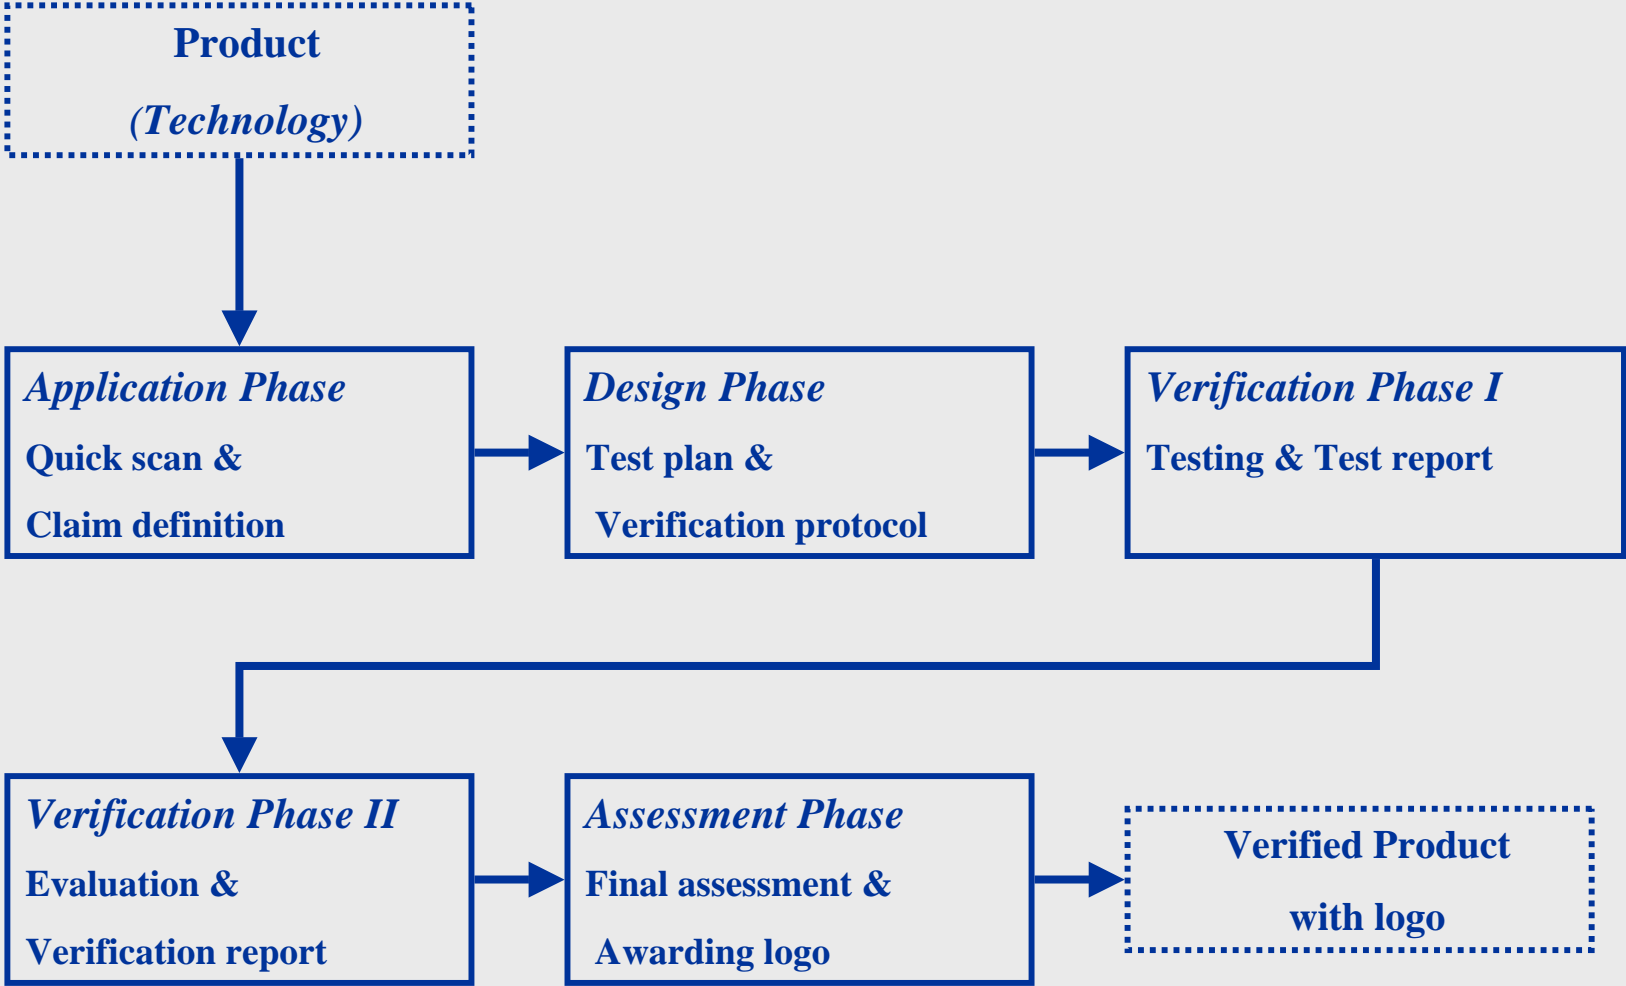 Product
(Technology)
Application Phase
Quick scan &
Claim definition
Design Phase
Test plan &
Verification protocol
Verification Phase I
Testing & Test report
Verification Phase II
Evaluation &
Verification report
Assessment Phase
Final assessment &
Awarding logo
Verified Product
with logo